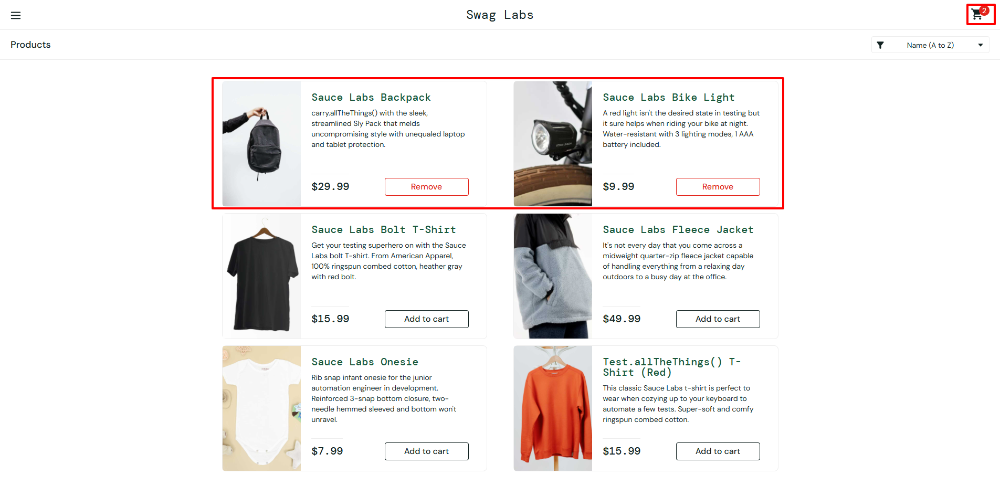 Swag Labs
2
Products
Name (A to Z)
Sauce Labs Backpack
carry.allTheThings() with the sleek,
streamlined Sly Pack that melds
uncompromising style with unequaled laptop
and tablet protection.
$29.99
Remove
Sauce Labs Bike Light
A red light isn't the desired state in testing but
it sure helps when riding your bike at night.
Water-resistant with 3 lighting modes, 1 AAA
battery included.
$9.99
Remove
Sauce Labs Bolt T-Shirt
Get your testing superhero on with the Sauce
Labs bolt T-shirt. From American Apparel,
100% ringspun combed cotton, heather gray
with red bolt.
$15.99
Add to cart
Sauce Labs Fleece Jacket
It's not every day that you come across a
midweight quarter-zip fleece jacket capable
of handling everything from a relaxing day
outdoors to a busy day at the office.
$49.99
Add to cart
Sauce Labs Onesie
Rib snap infant onesie for the junior
automation engineer in development.
Reinforced 3-snap bottom closure, two-
needle hemmed sleeved and bottom won't
unravel.
$7.99
Add to cart
Test.allTheThings() T-
Shirt (Red)
This classic Sauce Labs t-shirt is perfect to
wear when cozying up to your keyboard to
automate a few tests. Super-soft and comfy
ringspun combed cotton.
$15.99
Add to cart